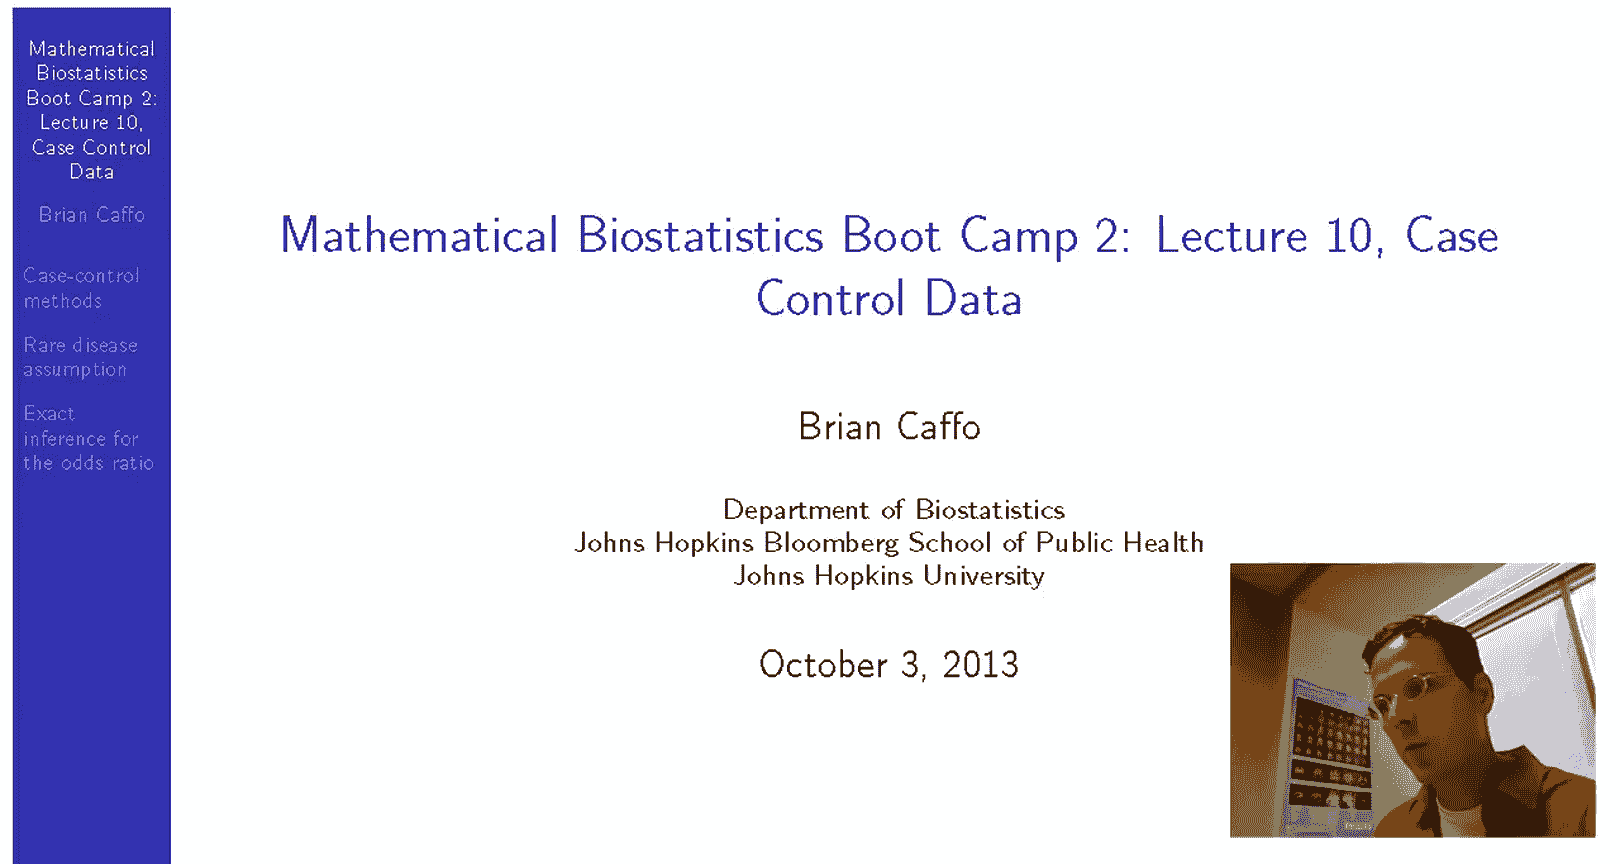 Mathematical
Biostatistics
Boot Camp 2:
Lecture 10,
Case Control
Data
Brian Caffo
Case-control
methods
Rare disease
assumption
Exact
inference for
the odds ratio
Mathematical Biostatistics Boot Camp 2: Lecture 10, Case
Control Data
Brian Caffo
Department of Biostatistics
Johns Hopkins Bloomberg School of Public Health
Johns Hopkins University
October 3, 2013